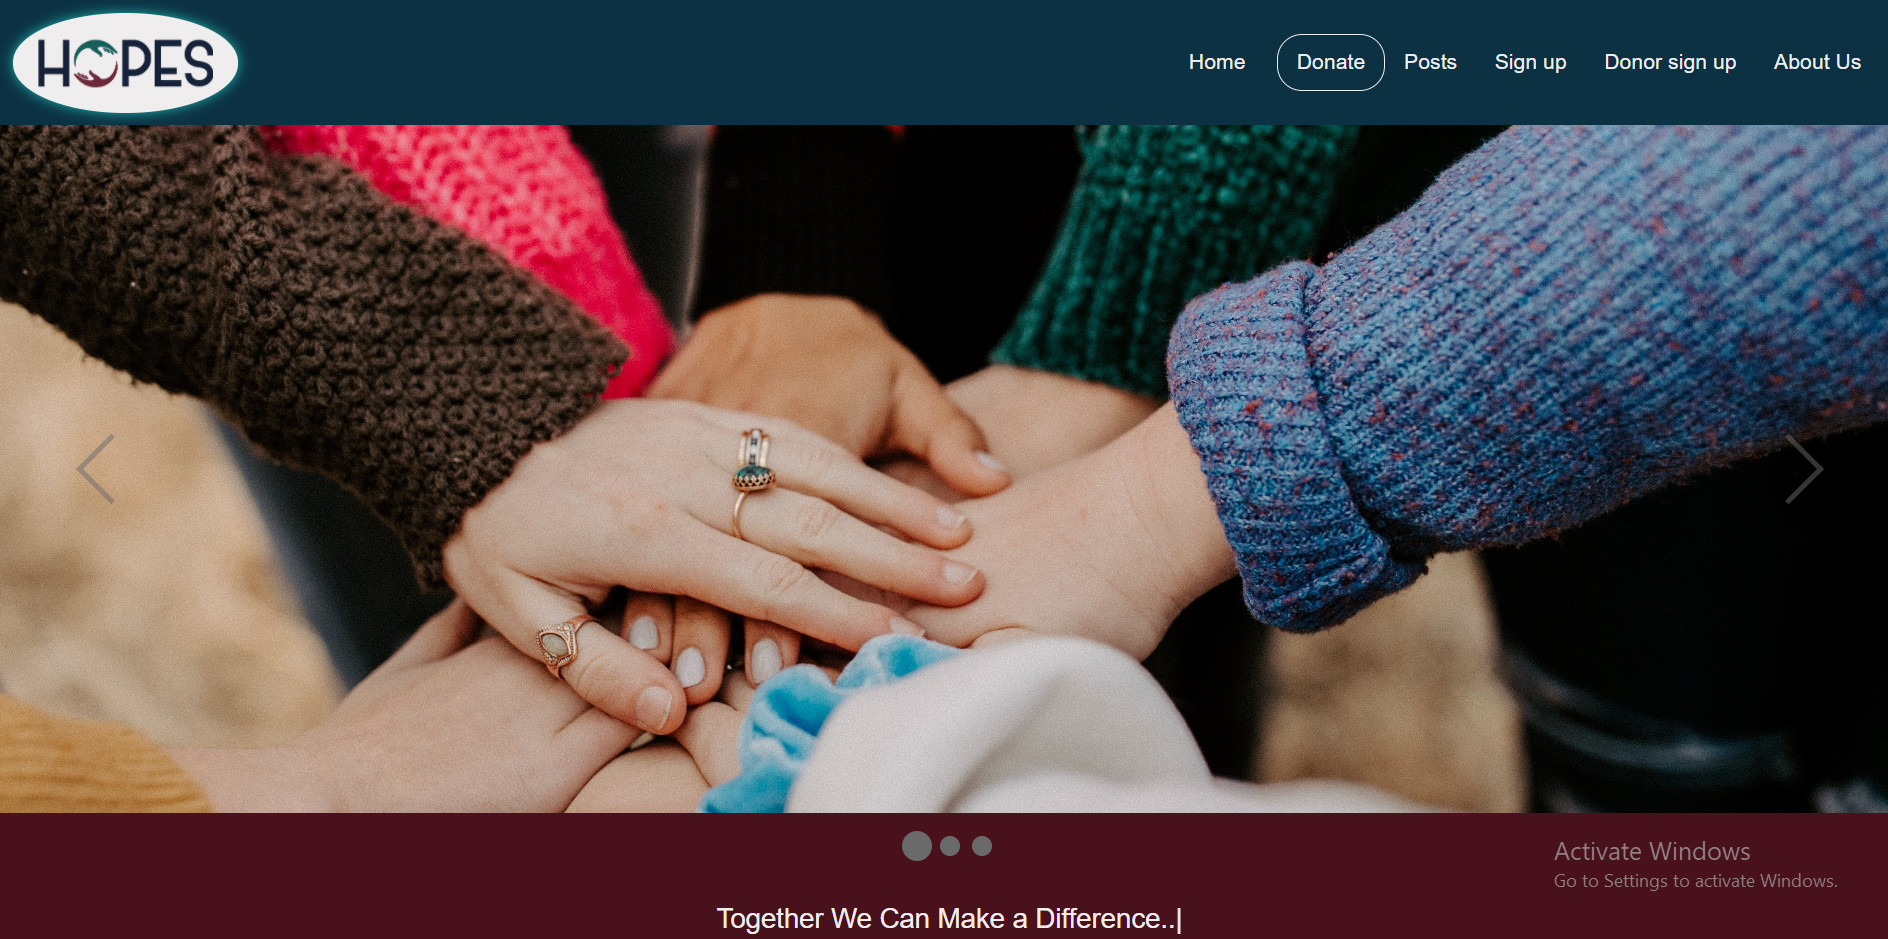 HOPES
Home Donate Posts Sign up Donor sign up About Us
Activate Windows
Go to Settings to activate Windows.
Together We Can Make a Difference..|